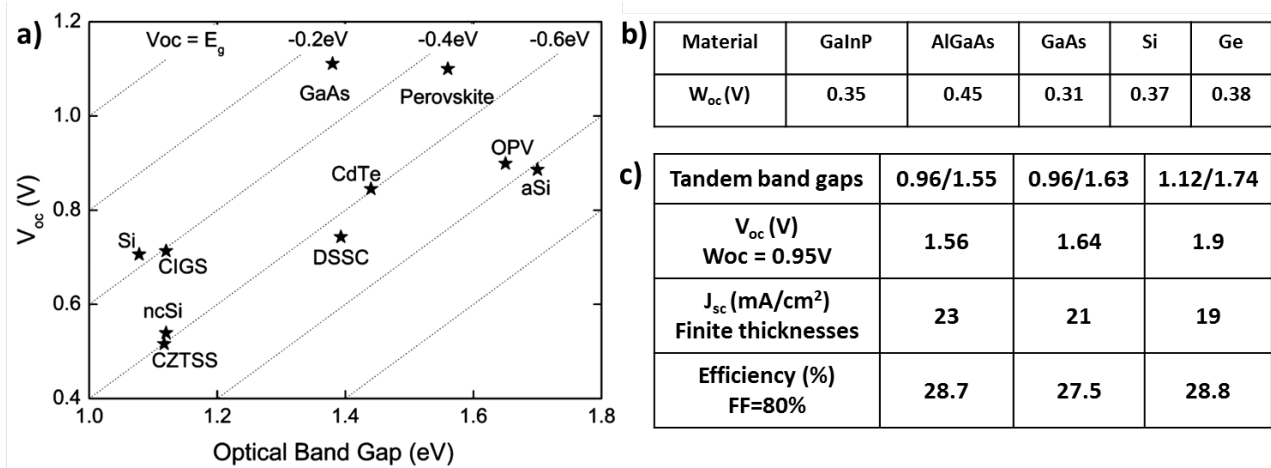 a)
Voc = E_g
-0.2eV
-0.4eV
-0.6eV
1.2
1.0
0.8
0.6
0.4
V_oc (V)
GaAs
Perovskite
OPV
aSi
CdTe
DSSC
Si
CIGS
ncSi
CZTSS
1.0 1.2 1.4 1.6 1.8
Optical Band Gap (eV)
b)
Material GaInP AlGaAs GaAs Si Ge
W_oc (V) 0.35 0.45 0.31 0.37 0.38
c)
Tandem band gaps 0.96/1.55 0.96/1.63 1.12/1.74
V_oc (V)
Woc = 0.95V
1.56 1.64 1.9
J_sc (mA/cm²)
Finite thicknesses
23 21 19
Efficiency (%)
FF=80%
28.7 27.5 28.8